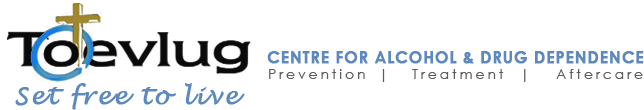 Toevlug
Set free to live
CENTRE FOR ALCOHOL & DRUG DEPENDENCE
Prevention | Treatment | Aftercare